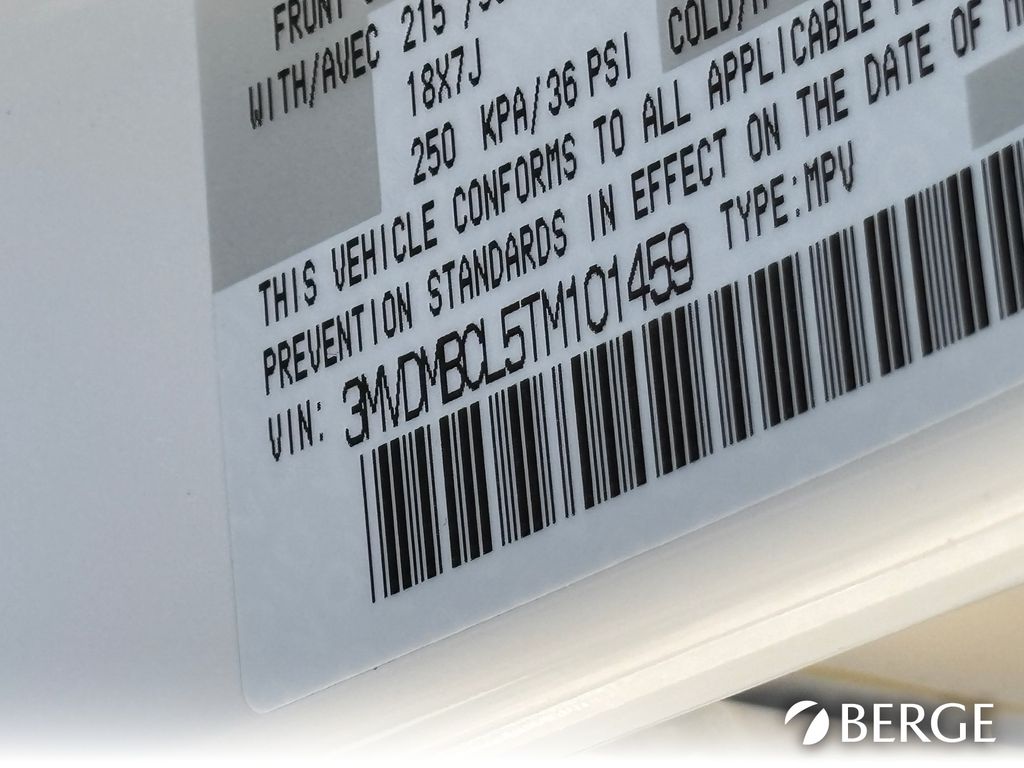 FRONT
WITH/AVEC 215 /5
18X7J COLD/
250 KPA/36 PSI
THIS VEHICLE CONFORMS TO ALL APPLICABLE
PREVENTION STANDARDS IN EFFECT ON THE DATE OF M
VIN: 3MVDMBCL5TM101459 TYPE:MPV
BERGE